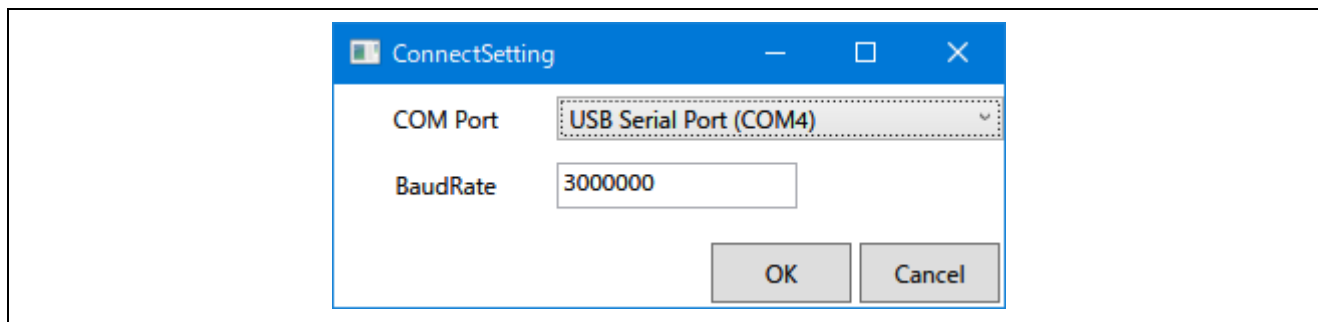 ConnectSetting
COM Port USB Serial Port (COM4)
BaudRate 3000000
OK Cancel